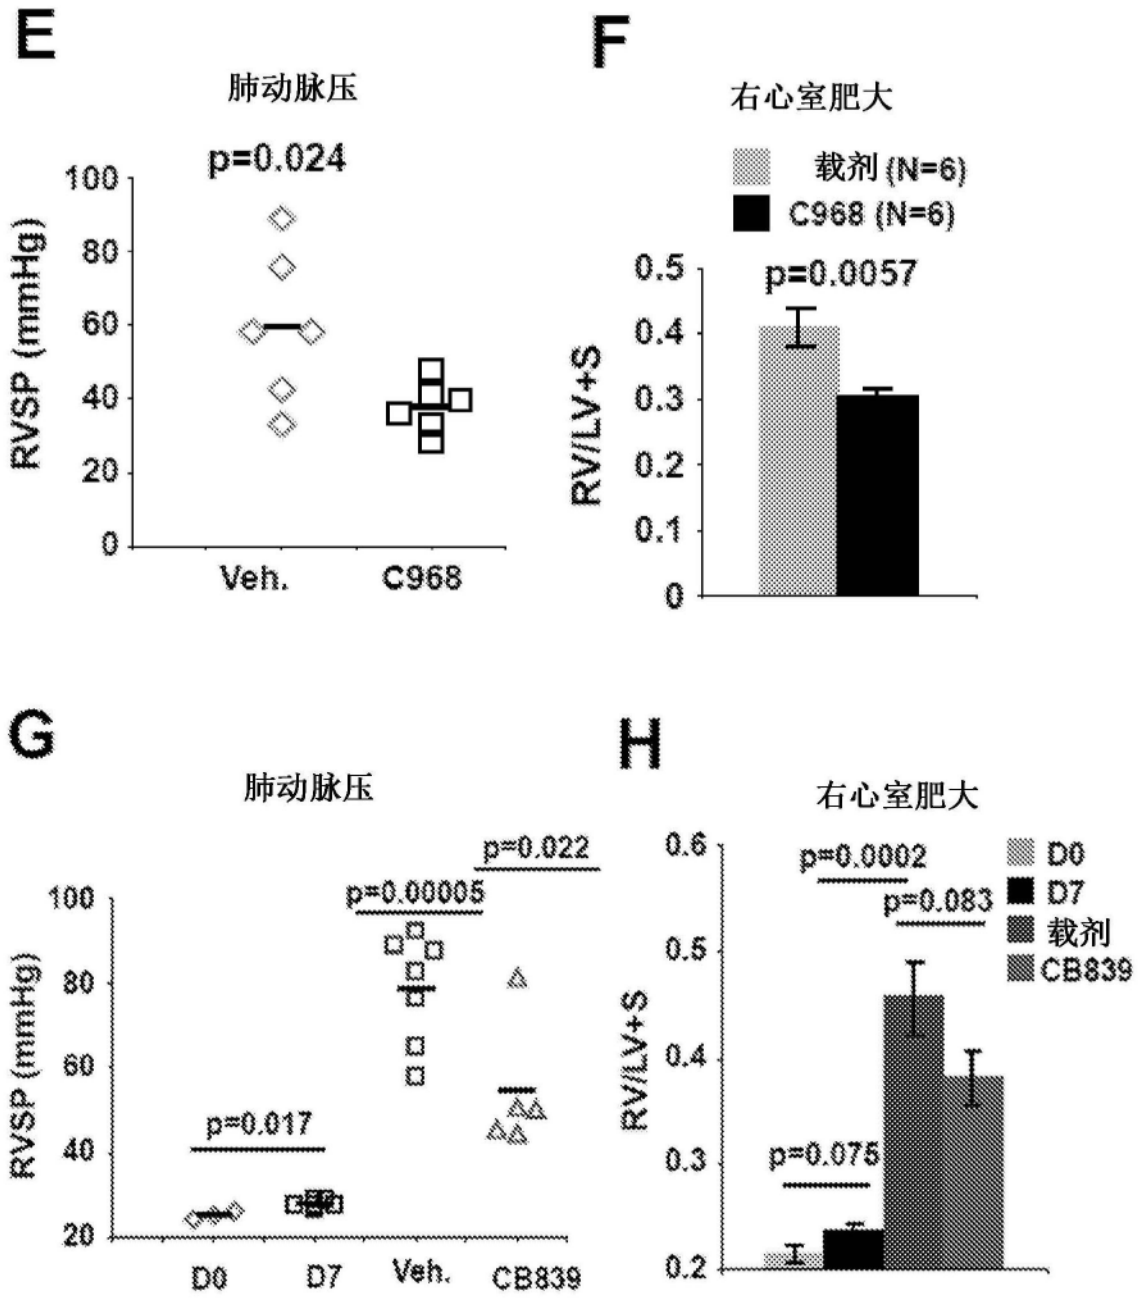 E
肺动脉压
p=0.024
RVSP (mmHg)
100
80
60
40
20
0
Veh.
C968
F
右心室肥大
载剂 (N=6)
C968 (N=6)
p=0.0057
RV/LV+S
0.5
0.4
0.3
0.2
0.1
0
G
肺动脉压
p=0.022
p=0.00005
p=0.017
RVSP (mmHg)
100
80
60
40
20
D0
D7
Veh.
CB839
H
右心室肥大
p=0.0002
p=0.083
p=0.075
D0
D7
载剂
CB839
RV/LV+S
0.6
0.5
0.4
0.3
0.2